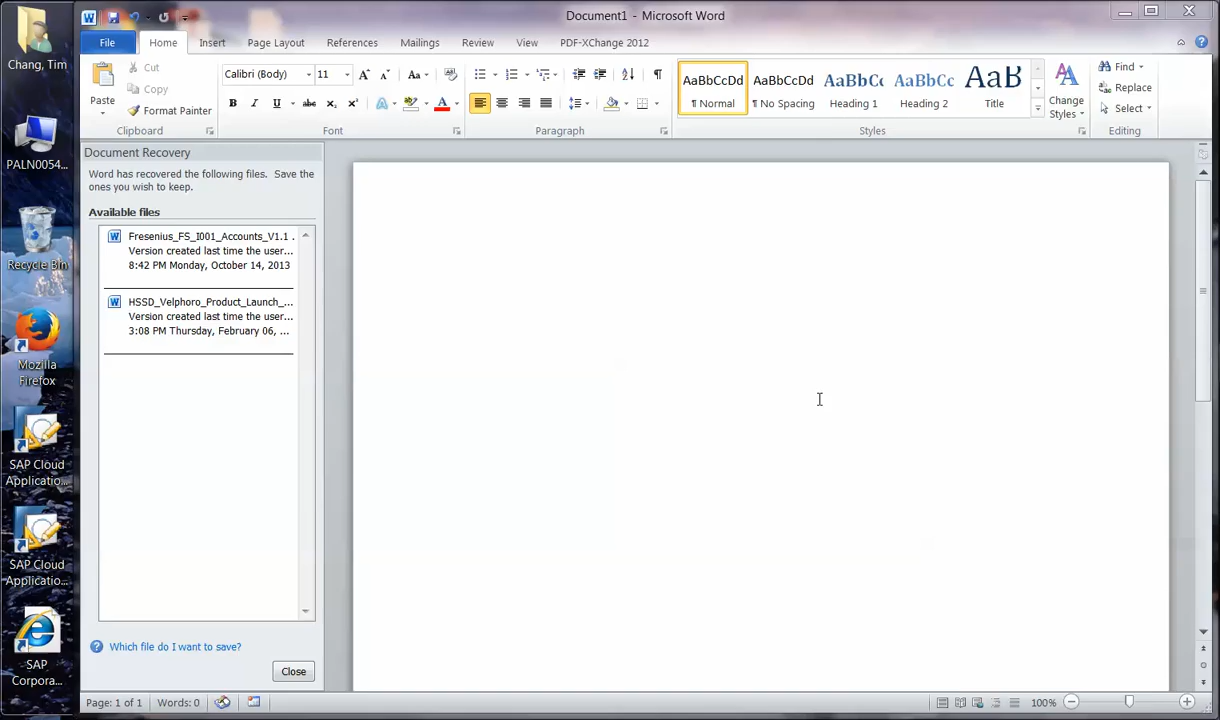 Document1 - Microsoft Word
File Home Insert Page Layout References Mailings Review View PDF-XChange 2012
Chang, Tim
PALN0054...
Recycle Bin
Mozilla
Firefox
SAP Cloud
Applicatio...
SAP Cloud
Applicatio...
SAP
Corpora...
Paste
Cut
Copy
Format Painter
Clipboard
Calibri (Body) 11
Aa
B I U abc x₂ x²
A A
Font
Paragraph
AaBbCcDd AaBbCcDd AaBbCc AaBbCc AaB
¶ Normal ¶ No Spacing Heading 1 Heading 2 Title
Change
Styles
Styles
Find
Replace
Select
Editing
Document Recovery
Word has recovered the following files. Save the
ones you wish to keep.
Available files
Fresenius_FS_I001_Accounts_V1.1 .
Version created last time the user...
8:42 PM Monday, October 14, 2013
HSSD_Velphoro_Product_Launch_...
Version created last time the user...
3:08 PM Thursday, February 06, ...
Which file do I want to save?
Close
Page: 1 of 1 Words: 0
100%